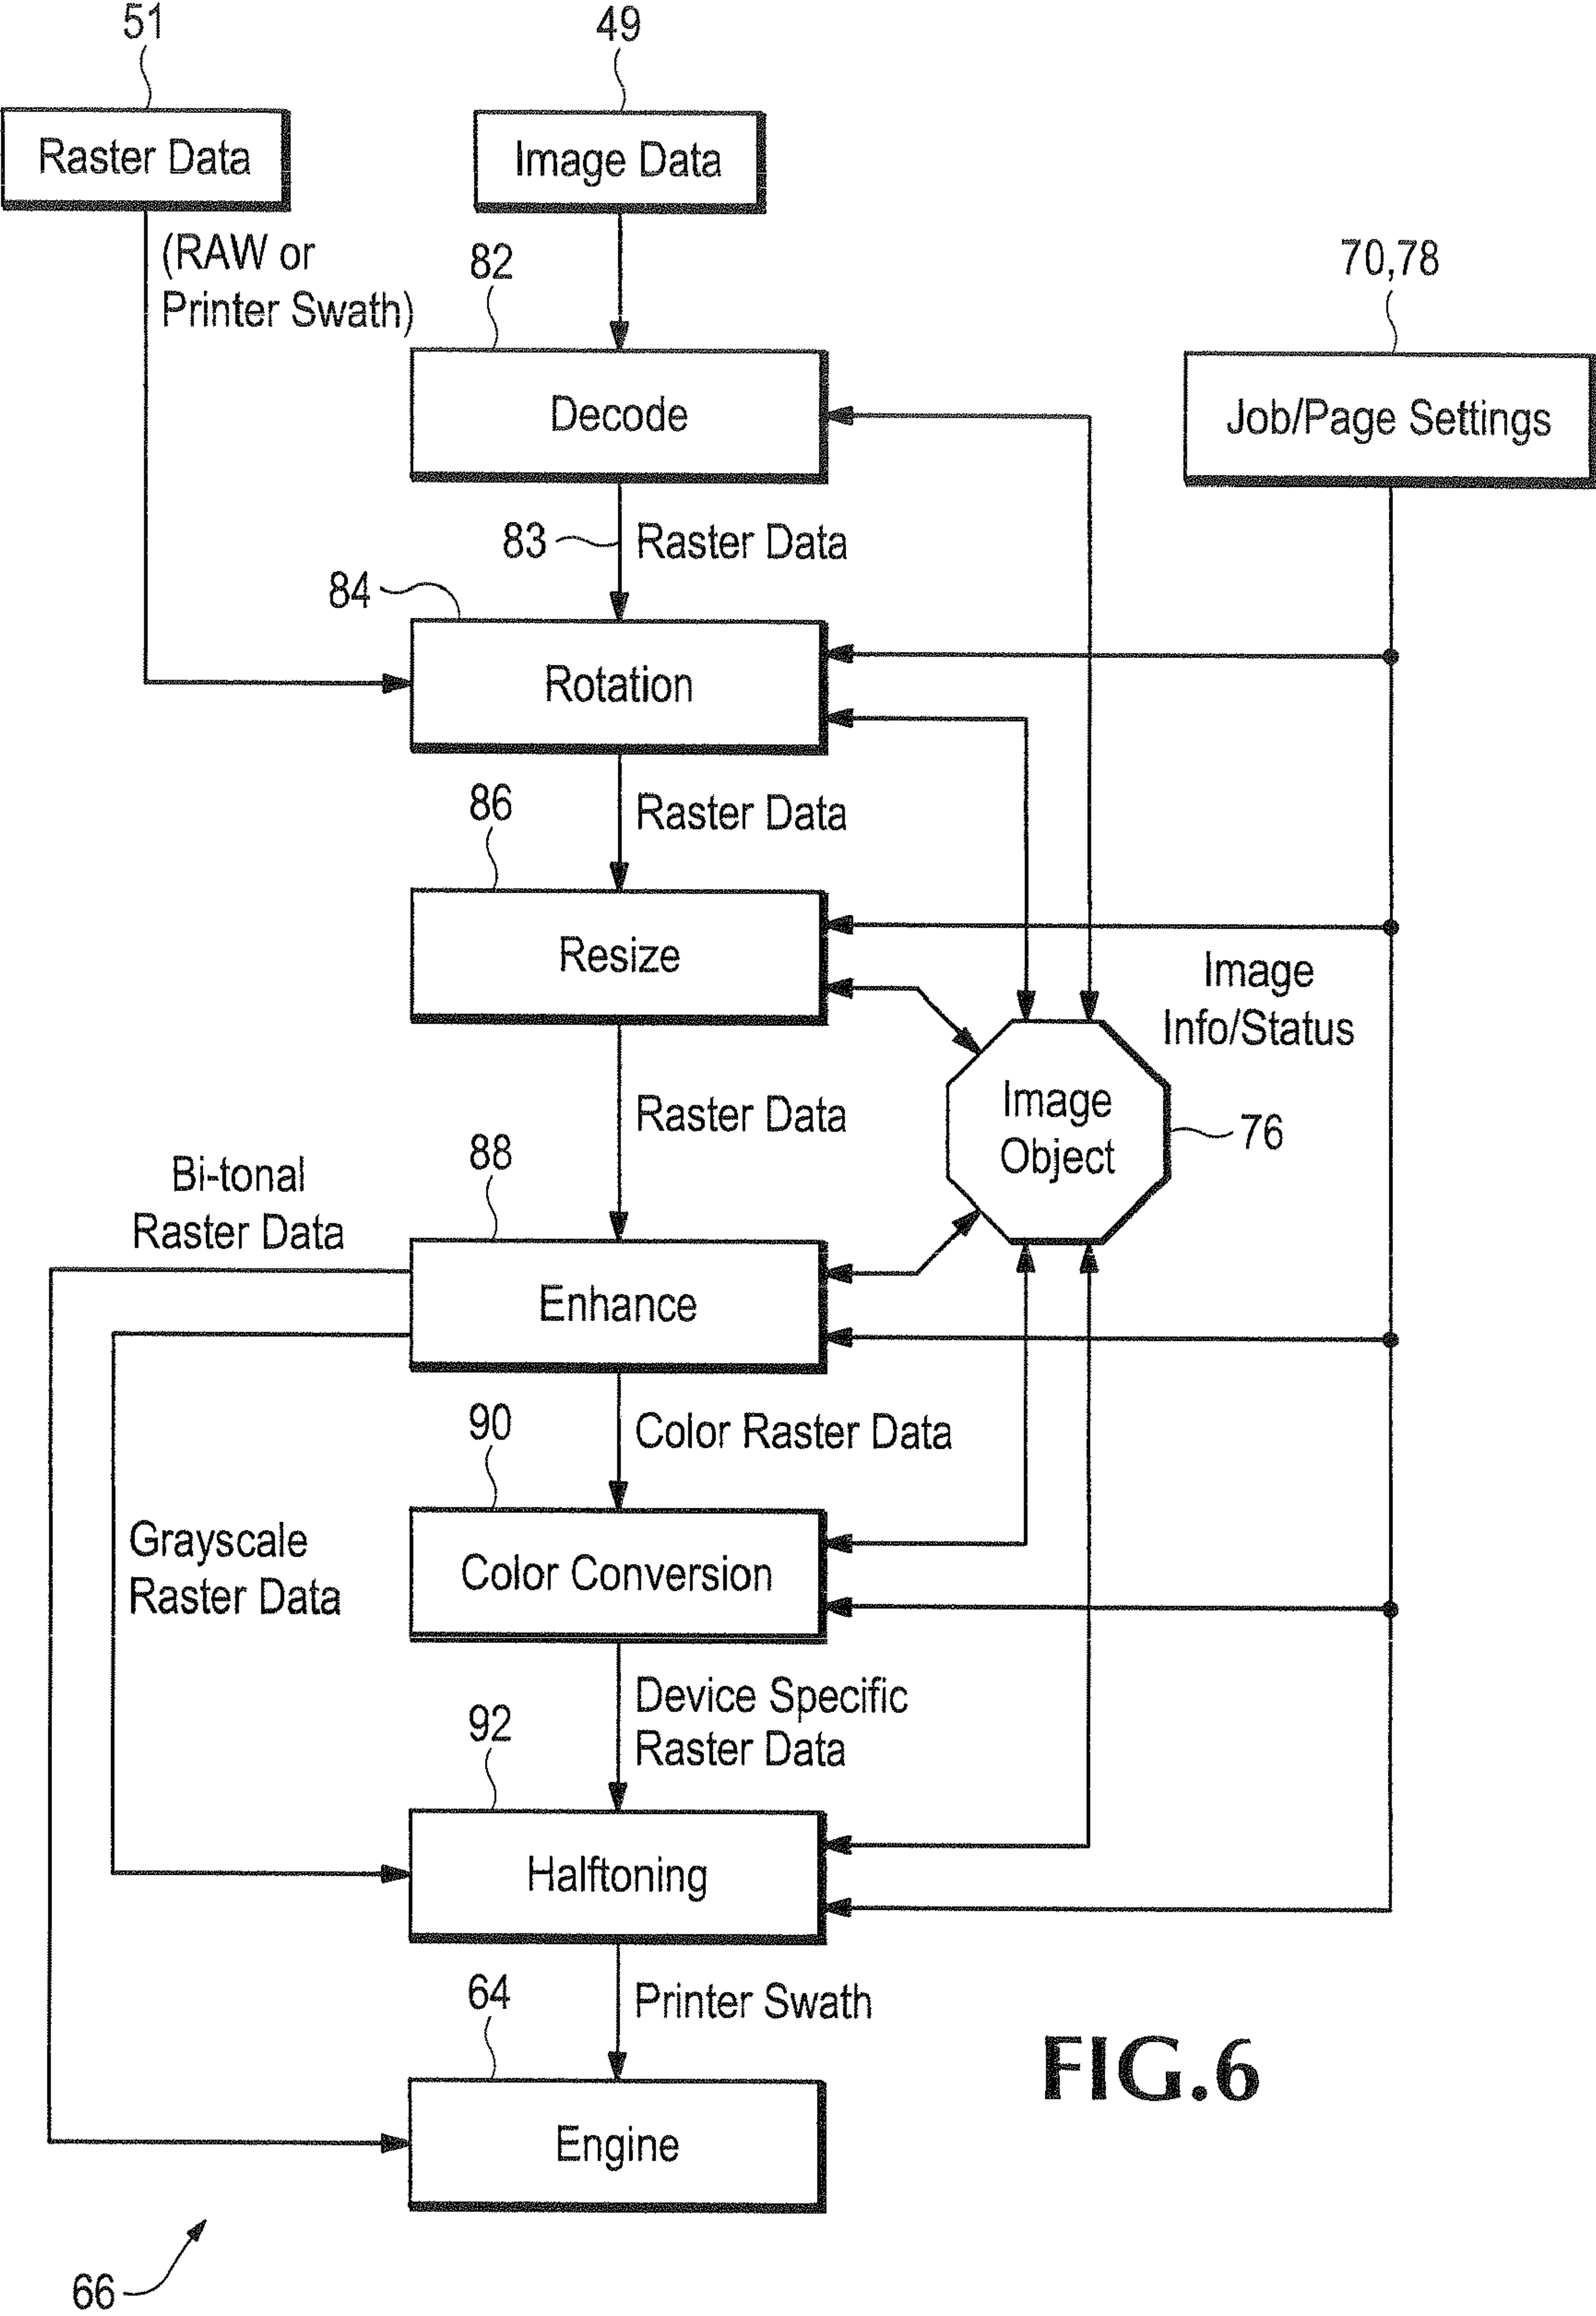 51
49
Raster Data
Image Data
(RAW or
Printer Swath)
82
70,78
Decode
Job/Page Settings
83
Raster Data
84
Rotation
86
Raster Data
Resize
Image
Info/Status
Raster Data
Image
Object
76
Bi-tonal
Raster Data
88
Enhance
90
Color Raster Data
Grayscale
Raster Data
Color Conversion
92
Device Specific
Raster Data
Halftoning
64
Printer Swath
Engine
FIG.6
66